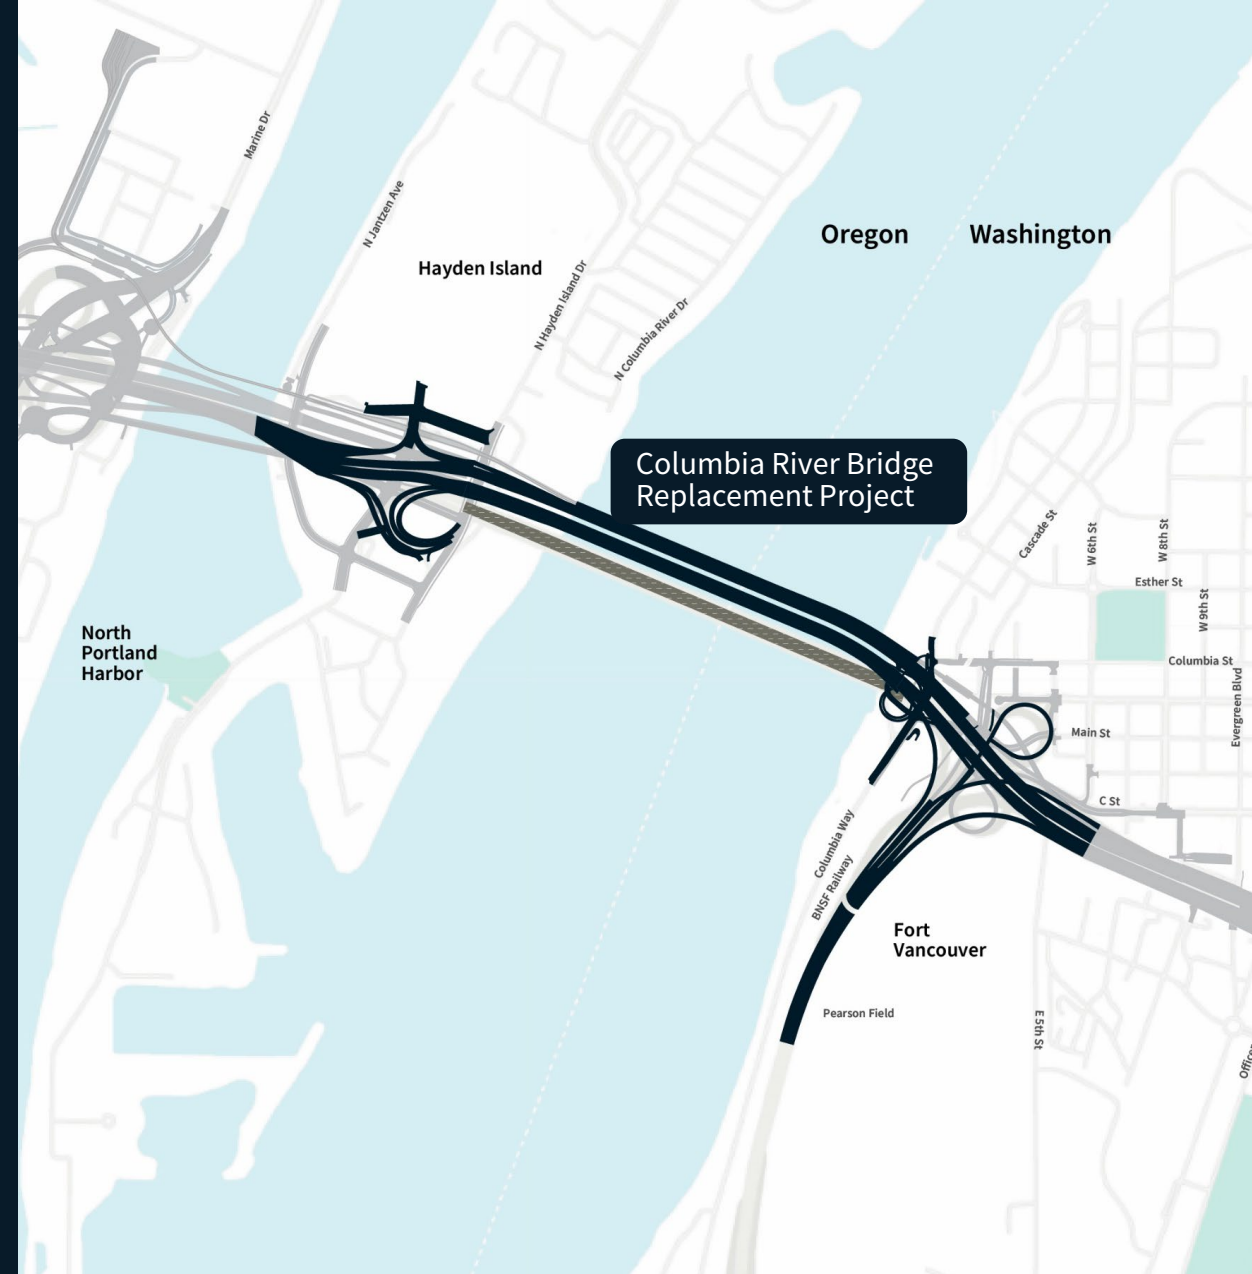 Marine Dr
N Jantzen Ave
Hayden Island
N Hayden Island Dr
N Columbia River Dr
Oregon
Washington
Columbia River Bridge
Replacement Project
Cascade St
W 6th St
W 8th St
Esther St
W 9th St
Columbia St
Evergreen Blvd
Main St
C St
North
Portland
Harbor
Columbia Way
BNSF Railway
Fort
Vancouver
Pearson Field
E 5th St